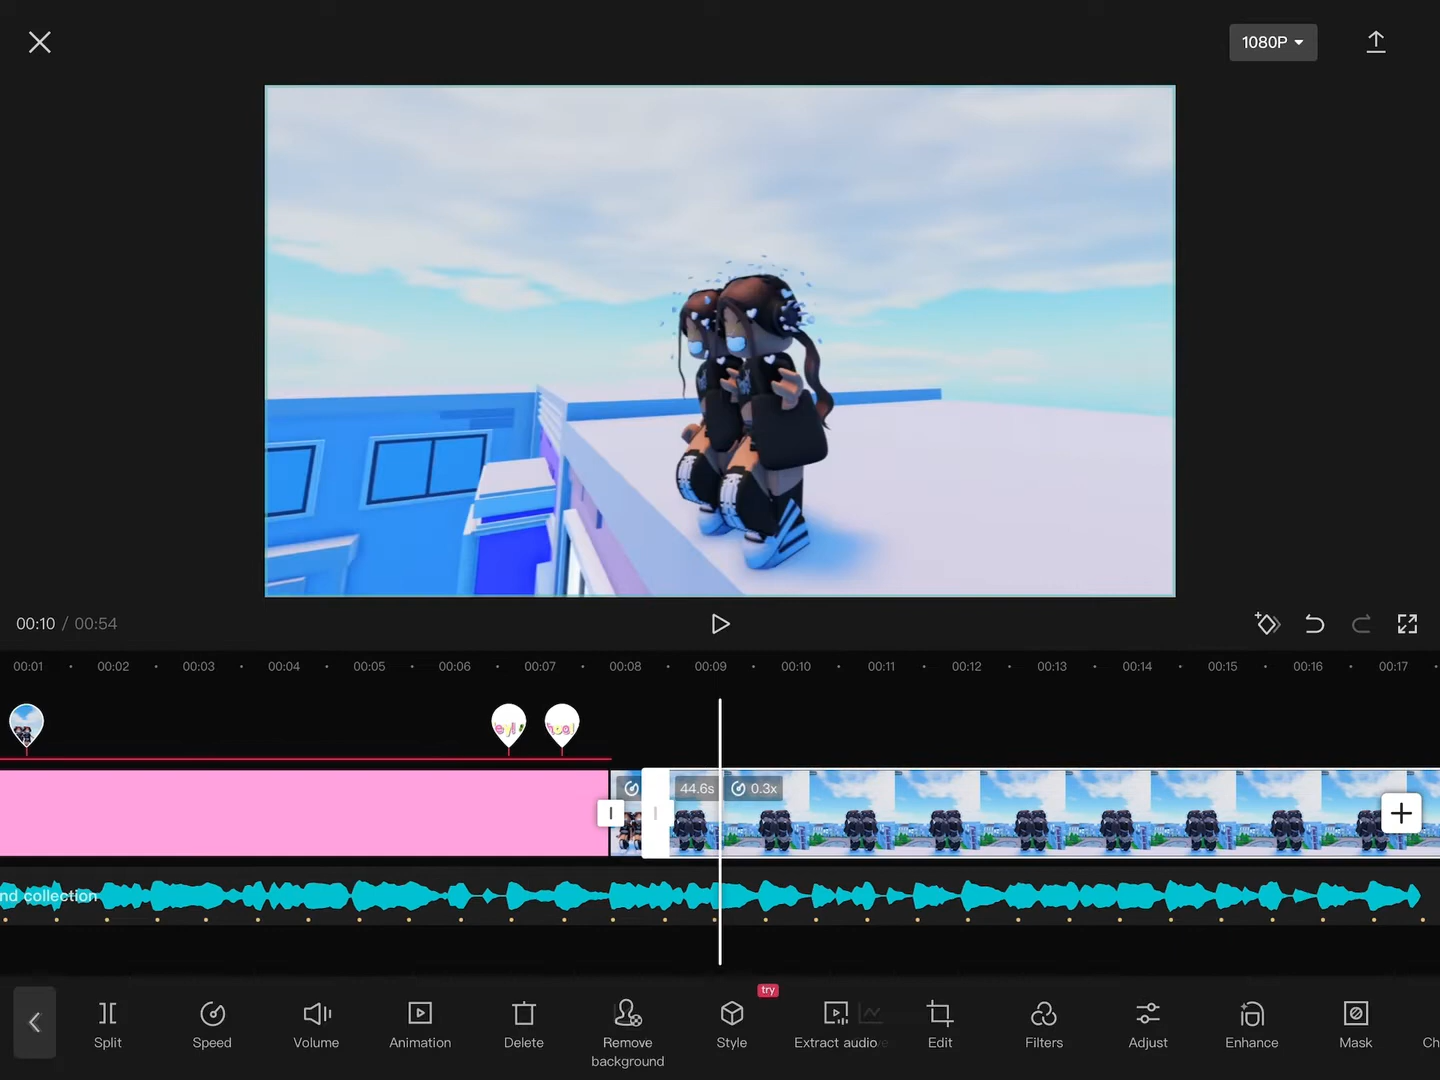 1080P
00:10 / 00:54
00:01 00:02 00:03 00:04 00:05 00:06 00:07 00:08 00:09 00:10 00:11 00:12 00:13 00:14 00:15 00:16 00:17
44.6s 0.3x
nd collection
try
Split Speed Volume Animation Delete Remove background Style Extract audio Edit Filters Adjust Enhance Mask Ch